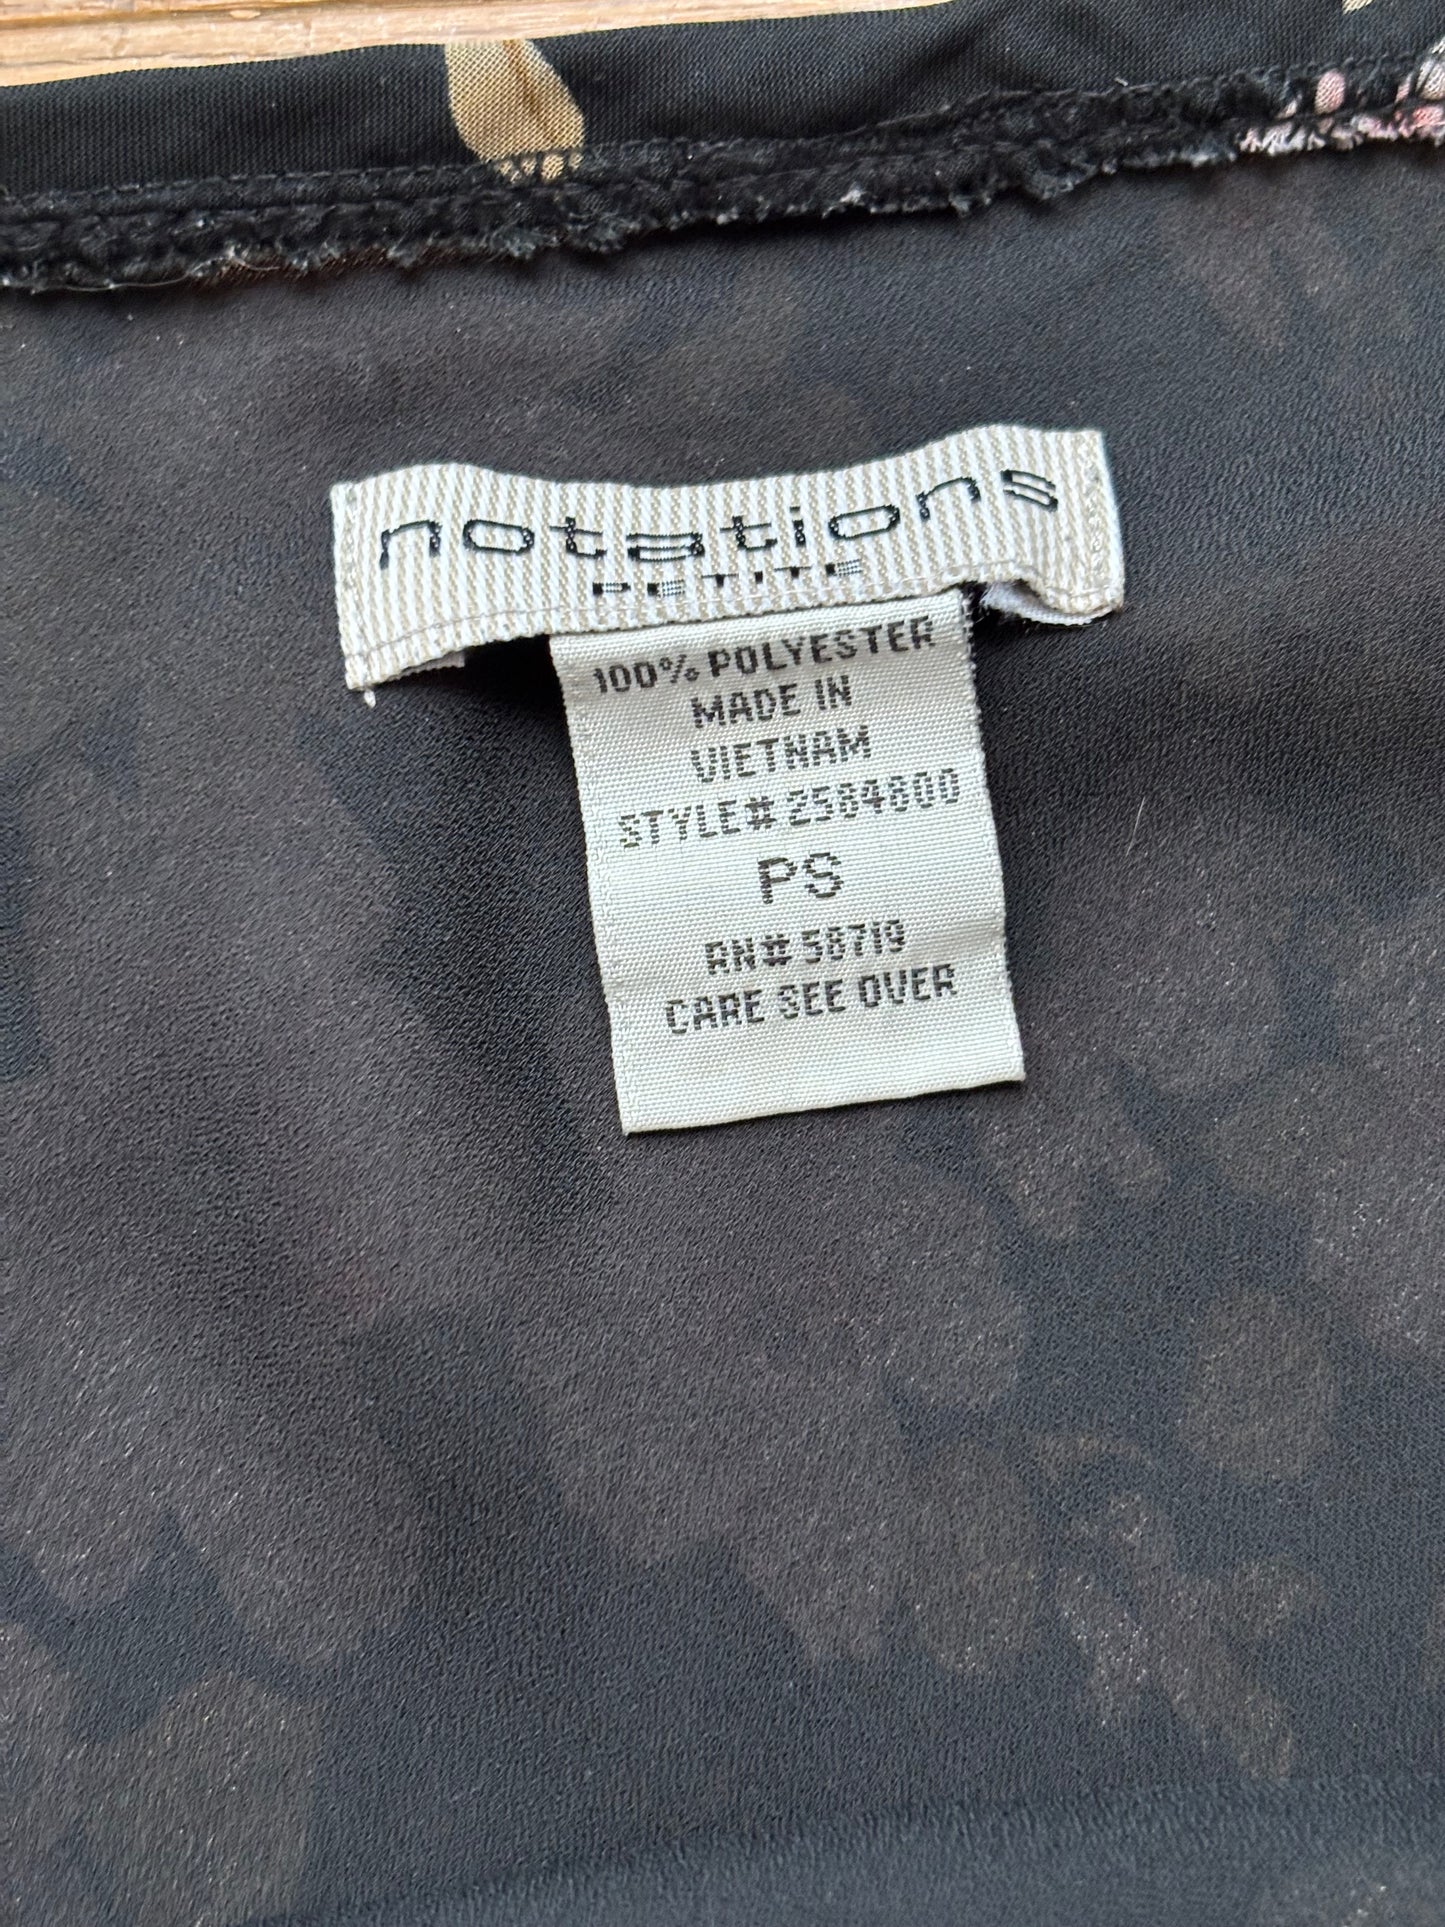 notations
PETITE
100% POLYESTER
MADE IN
VIETNAM
STYLE# 2584800
PS
RN# 58719
CARE SEE OVER